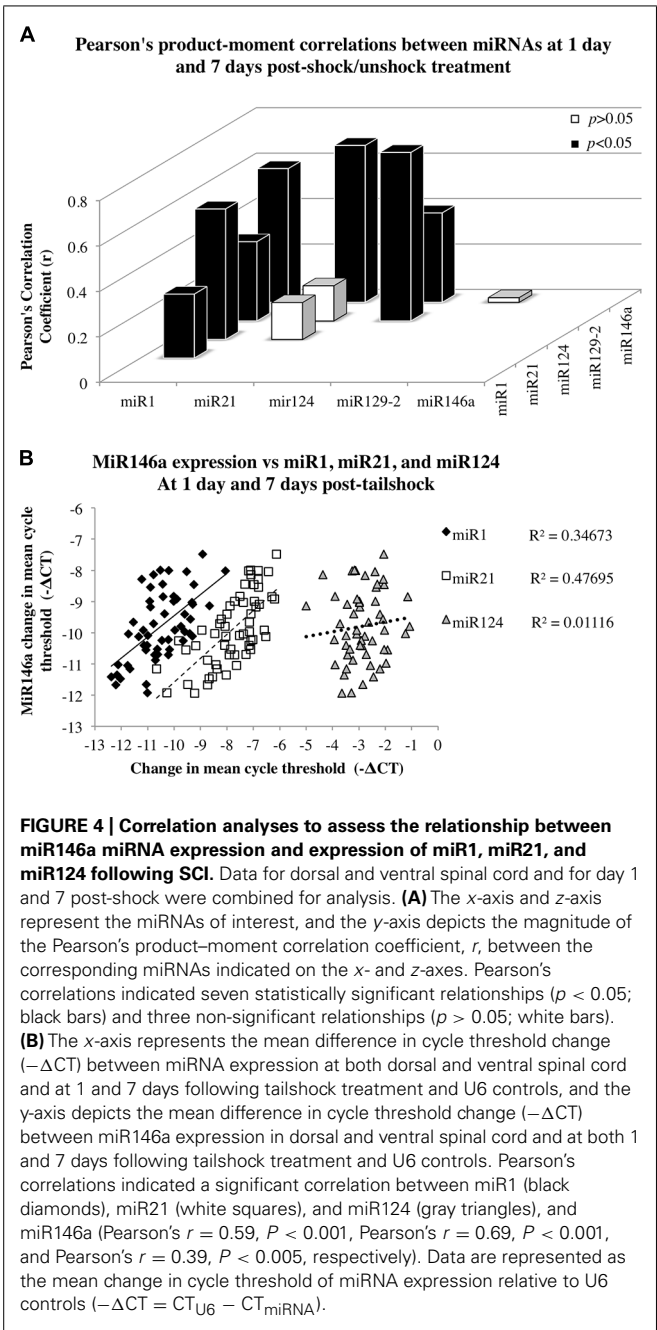 A
Pearson's product-moment correlations between miRNAs at 1 day
and 7 days post-shock/unshock treatment
□ p>0.05
■ p<0.05
Pearson's Correlation
Coefficient (r)
0.8
0.6
0.4
0.2
0
miR1 miR21 mir124 miR129-2 miR146a
miR1
miR21
miR124
miR129-2
miR146a
B
MiR146a expression vs miR1, miR21, and miR124
At 1 day and 7 days post-tailshock
MiR146a change in mean cycle
threshold (-ΔCT)
-6
-7
-8
-9
-10
-11
-12
-13
-13 -12 -11 -10 -9 -8 -7 -6 -5 -4 -3 -2 -1 0
Change in mean cycle threshold (-ΔCT)
miR1 R² = 0.34673
miR21 R² = 0.47695
miR124 R² = 0.01116
FIGURE 4 | Correlation analyses to assess the relationship between
miR146a miRNA expression and expression of miR1, miR21, and
miR124 following SCI. Data for dorsal and ventral spinal cord and for day 1
and 7 post-shock were combined for analysis. (A) The x-axis and z-axis
represent the miRNAs of interest, and the y-axis depicts the magnitude of
the Pearson's product–moment correlation coefficient, r, between the
corresponding miRNAs indicated on the x- and z-axes. Pearson's
correlations indicated seven statistically significant relationships (p < 0.05;
black bars) and three non-significant relationships (p > 0.05; white bars).
(B) The x-axis represents the mean difference in cycle threshold change
(−ΔCT) between miRNA expression at both dorsal and ventral spinal cord
and at 1 and 7 days following tailshock treatment and U6 controls, and the
y-axis depicts the mean difference in cycle threshold change (−ΔCT)
between miR146a expression in dorsal and ventral spinal cord and at both 1
and 7 days following tailshock treatment and U6 controls. Pearson's
correlations indicated a significant correlation between miR1 (black
diamonds), miR21 (white squares), and miR124 (gray triangles), and
miR146a (Pearson's r = 0.59, P < 0.001, Pearson's r = 0.69, P < 0.001,
and Pearson's r = 0.39, P < 0.005, respectively). Data are represented as
the mean change in cycle threshold of miRNA expression relative to U6
controls (−ΔCT = CT_U6 − CT_miRNA).